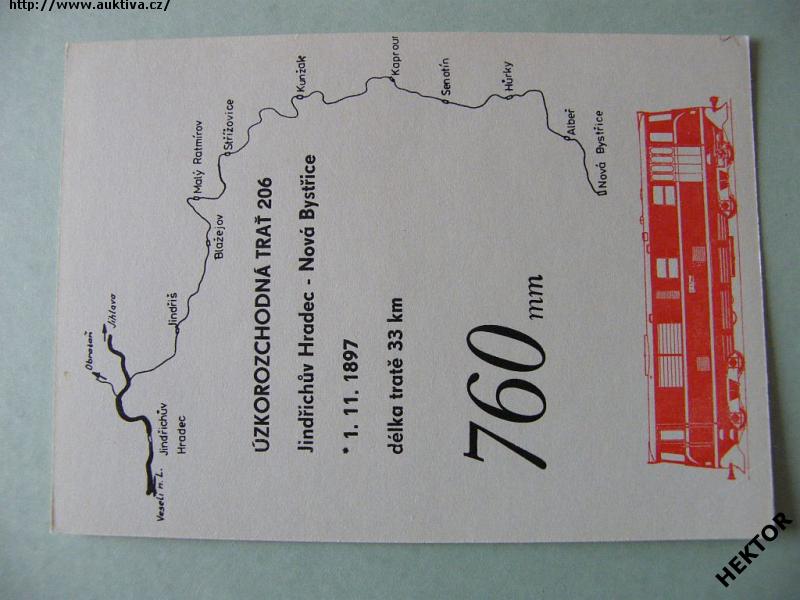 http://www.auktiva.cz/
Obrataň
Jihlava
Veselí n. L.
Jindřichův
Hradec
Jindřiš
Blažejov
Malý Ratmírov
Střížovice
Kunžak
Kaproun
Senotín
Hůrky
Albeř
Nová Bystřice
ÚZKOROZCHODNÁ TRAŤ 206
Jindřichův Hradec - Nová Bystřice
* 1. 11. 1897
délka tratě 33 km
760 mm
HEKTOR